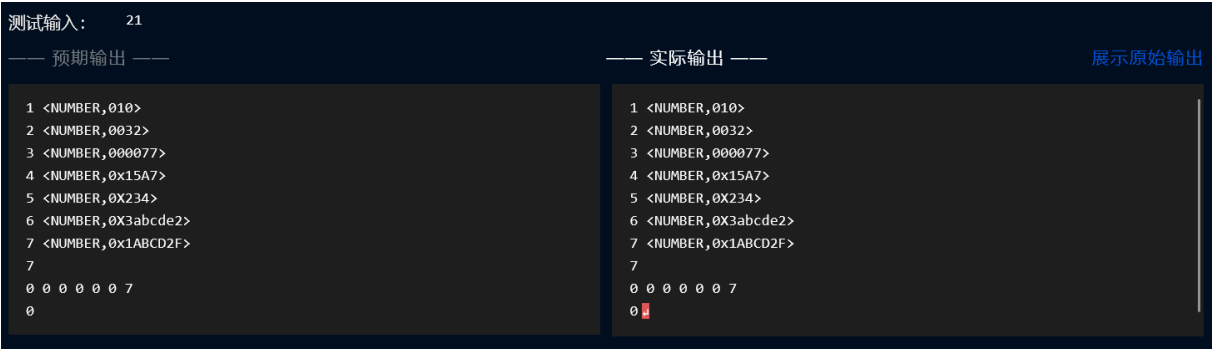 测试输入: 21
—— 预期输出 ——
1 <NUMBER,010>
2 <NUMBER,0032>
3 <NUMBER,000077>
4 <NUMBER,0x15A7>
5 <NUMBER,0X234>
6 <NUMBER,0X3abcde2>
7 <NUMBER,0x1ABCD2F>
7
0 0 0 0 0 0 7
0
—— 实际输出 ——
展示原始输出
1 <NUMBER,010>
2 <NUMBER,0032>
3 <NUMBER,000077>
4 <NUMBER,0x15A7>
5 <NUMBER,0X234>
6 <NUMBER,0X3abcde2>
7 <NUMBER,0x1ABCD2F>
7
0 0 0 0 0 0 7
0↵